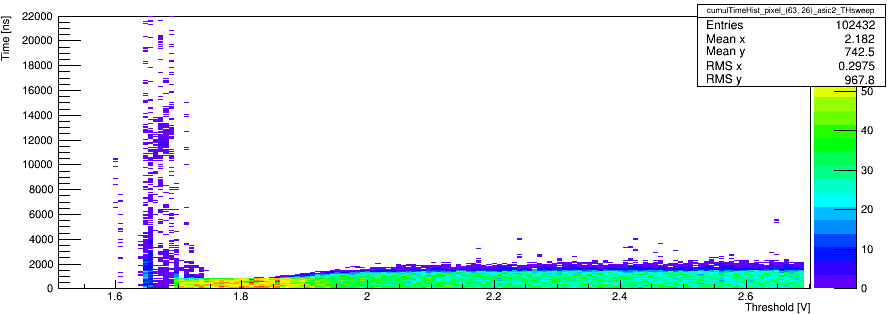 cumulTimeHist_pixel_(63, 26)_asic2_THsweep
Entries 102432
Mean x 2.182
Mean y 742.5
RMS x 0.2975
RMS y 967.8
Time [ns]
22000
20000
18000
16000
14000
12000
10000
8000
6000
4000
2000
0
50
40
30
20
10
0
1.6 1.8 2 2.2 2.4 2.6
Threshold [V]